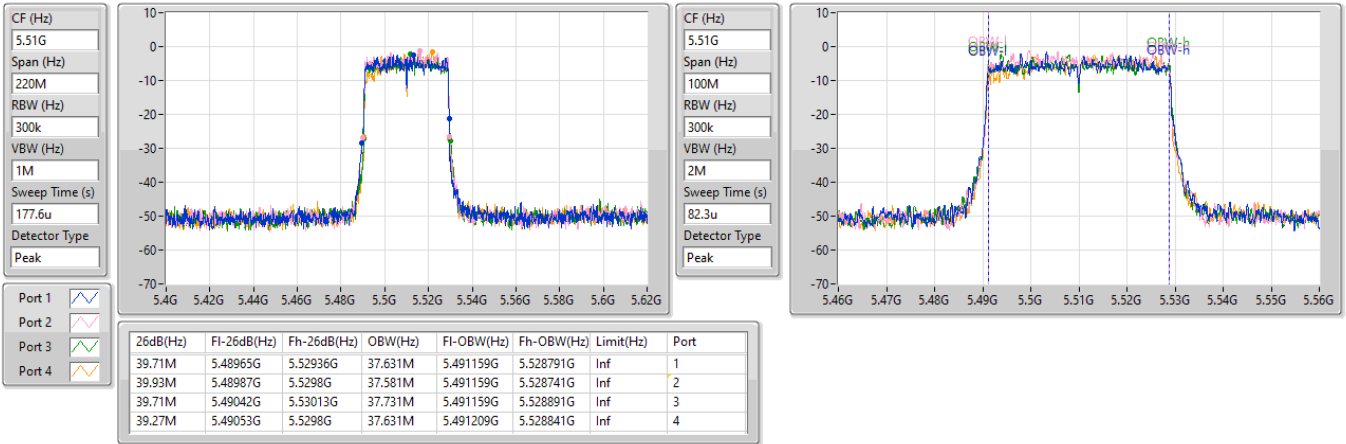 CF (Hz)
5.51G
Span (Hz)
220M
RBW (Hz)
300k
VBW (Hz)
1M
Sweep Time (s)
177.6u
Detector Type
Peak
10-
0-
-10-
-20-
-30-
-40-
-50-
-60-
-70-
5.4G 5.42G 5.44G 5.46G 5.48G 5.5G 5.52G 5.54G 5.56G 5.58G 5.6G 5.62G
CF (Hz)
5.51G
Span (Hz)
100M
RBW (Hz)
300k
VBW (Hz)
2M
Sweep Time (s)
82.3u
Detector Type
Peak
10-
0-
-10-
-20-
-30-
-40-
-50-
-60-
-70-
OBW-l OBW-h
5.46G 5.47G 5.48G 5.49G 5.5G 5.51G 5.52G 5.53G 5.54G 5.55G 5.56G
Port 1
Port 2
Port 3
Port 4
26dB(Hz) Fl-26dB(Hz) Fh-26dB(Hz) OBW(Hz) Fl-OBW(Hz) Fh-OBW(Hz) Limit(Hz) Port
39.71M 5.48965G 5.52936G 37.631M 5.491159G 5.528791G Inf 1
39.93M 5.48987G 5.5298G 37.581M 5.491159G 5.528741G Inf 2
39.71M 5.49042G 5.53013G 37.731M 5.491159G 5.528891G Inf 3
39.27M 5.49053G 5.5298G 37.631M 5.491209G 5.528841G Inf 4